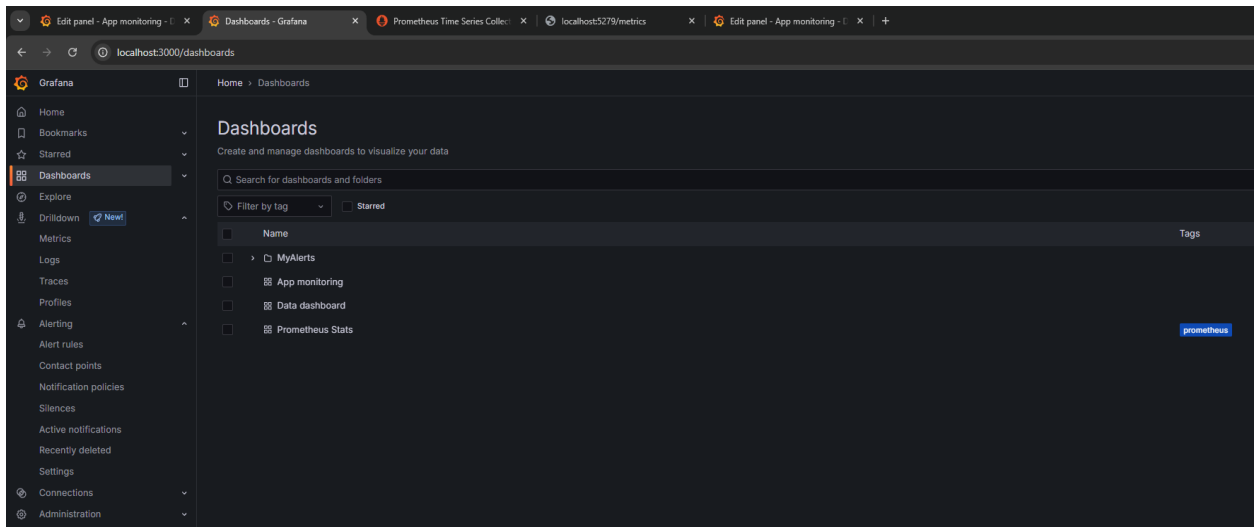 Edit panel - App monitoring - D
Dashboards - Grafana
Prometheus Time Series Collect
localhost:5279/metrics
Edit panel - App monitoring - D
localhost:3000/dashboards
Grafana
Home › Dashboards
Home
Bookmarks
Starred
Dashboards
Explore
Drilldown New!
Metrics
Logs
Traces
Profiles
Alerting
Alert rules
Contact points
Notification policies
Silences
Active notifications
Recently deleted
Settings
Connections
Administration
Dashboards
Create and manage dashboards to visualize your data
Search for dashboards and folders
Filter by tag Starred
Name Tags
MyAlerts
App monitoring
Data dashboard
Prometheus Stats prometheus